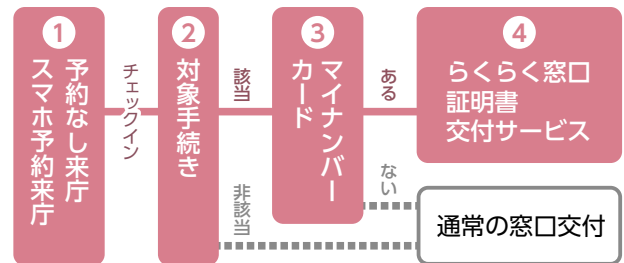 1
予約なし来庁
スマホ予約来庁
チェックイン
2
対象手続き
該当
非該当
3
マイナンバー
カード
ある
ない
4
らくらく窓口
証明書
交付サービス
通常の窓口交付